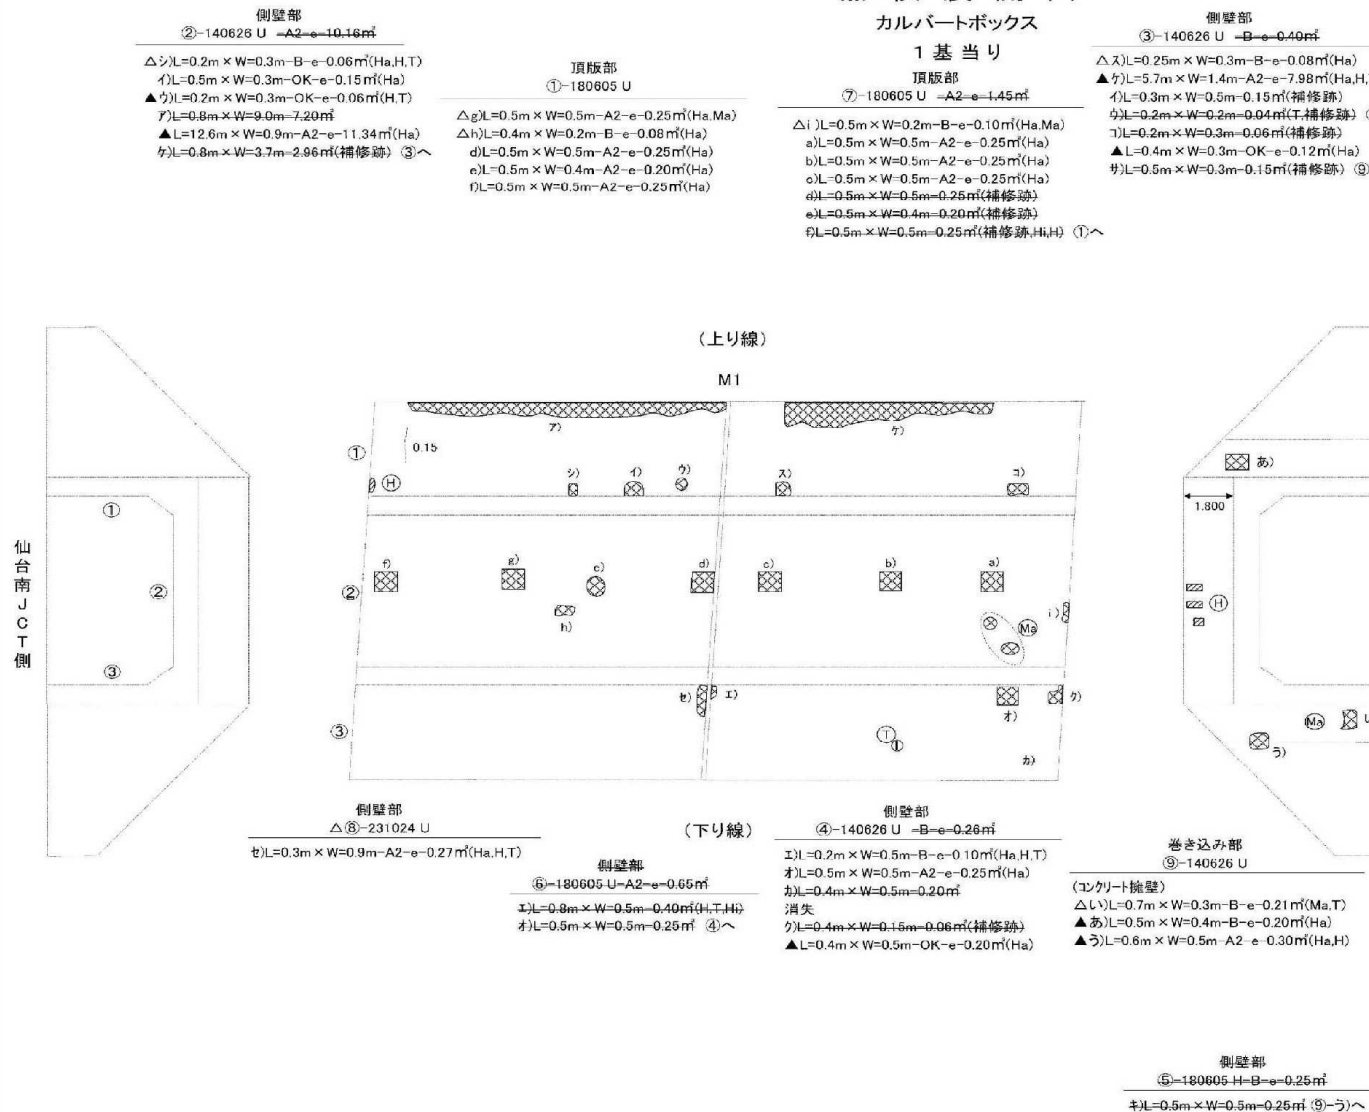 側壁部
②-140626 U -A2-e-10.16㎡
△シ)L=0.2m×W=0.3m-B-e-0.06㎡(Ha,H,T)
イ)L=0.5m×W=0.3m-OK-e-0.15㎡(Ha)
▲ウ)L=0.2m×W=0.3m-OK-e-0.06㎡(H,T)
ア)L=0.8m×W=9.0m-7.20㎡
▲L=12.6m×W=0.9m-A2-e-11.34㎡(Ha)
ケ)L=0.8m×W=3.7m-2.96㎡(補修跡) ③へ
頂版部
①-180605 U
△g)L=0.5m×W=0.5m-A2-e-0.25㎡(Ha,Ma)
△h)L=0.4m×W=0.2m-B-e-0.08㎡(Ha)
d)L=0.5m×W=0.5m-A2-e-0.25㎡(Ha)
e)L=0.5m×W=0.4m-A2-e-0.20㎡(Ha)
f)L=0.5m×W=0.5m-A2-e-0.25㎡(Ha)
カルバートボックス
1 基当り
頂版部
⑦-180605 U -A2-e-1.45㎡
△i)L=0.5m×W=0.2m-B-e-0.10㎡(Ha,Ma)
a)L=0.5m×W=0.5m-A2-e-0.25㎡(Ha)
b)L=0.5m×W=0.5m-A2-e-0.25㎡(Ha)
c)L=0.5m×W=0.5m-A2-e-0.25㎡(Ha)
d)L=0.5m×W=0.5m-0.25㎡(補修跡)
e)L=0.5m×W=0.4m-0.20㎡(補修跡)
f)L=0.5m×W=0.5m-0.25㎡(補修跡,Hi,H) ①へ
側壁部
③-140626 U -B-e-0.40㎡
△ス)L=0.25m×W=0.3m-B-e-0.08㎡(Ha)
▲ケ)L=5.7m×W=1.4m-A2-e-7.98㎡(Ha,H,
イ)L=0.3m×W=0.5m-0.15㎡(補修跡)
ウ)L=0.2m×W=0.2m-0.04㎡(T,補修跡)
コ)L=0.2m×W=0.3m-0.06㎡(補修跡)
▲L=0.4m×W=0.3m-OK-e-0.12㎡(Ha)
サ)L=0.5m×W=0.3m-0.15㎡(補修跡) ⑨
(上り線)
M1
ア)
ケ)
① 0.15
H
シ) イ) ウ) ス) コ)
あ)
1.800
仙台南JCT側
①
②
③
②
f) g) e) d) c) b) a)
h)
i)
Ma
H
セ) エ)
オ)
ク)
③
T
カ)
Ma
う)
側壁部
△⑧-231024 U
セ)L=0.3m×W=0.9m-A2-e-0.27㎡(Ha,H,T)
(下り線)
側壁部
⑥-180605 U-A2-e-0.65㎡
エ)L=0.8m×W=0.5m-0.40㎡(H,T,Hi)
オ)L=0.5m×W=0.5m-0.25㎡ ④へ
側壁部
④-140626 U -B-e-0.26㎡
エ)L=0.2m×W=0.5m-B-e-0.10㎡(Ha,H,T)
オ)L=0.5m×W=0.5m-A2-e-0.25㎡(Ha)
カ)L=0.4m×W=0.5m-0.20㎡
消失
ク)L=0.4m×W=0.15m-0.06㎡(補修跡)
▲L=0.4m×W=0.5m-OK-e-0.20㎡(Ha)
巻き込み部
⑨-140626 U
(コンクリート擁壁)
△い)L=0.7m×W=0.3m-B-e-0.21㎡(Ma,T)
▲あ)L=0.5m×W=0.4m-B-e-0.20㎡(Ha)
▲う)L=0.6m×W=0.5m-A2-e-0.30㎡(Ha,H)
側壁部
⑤-180605 H-B-e-0.25㎡
キ)L=0.5m×W=0.5m-0.25㎡ ⑨-う)へ